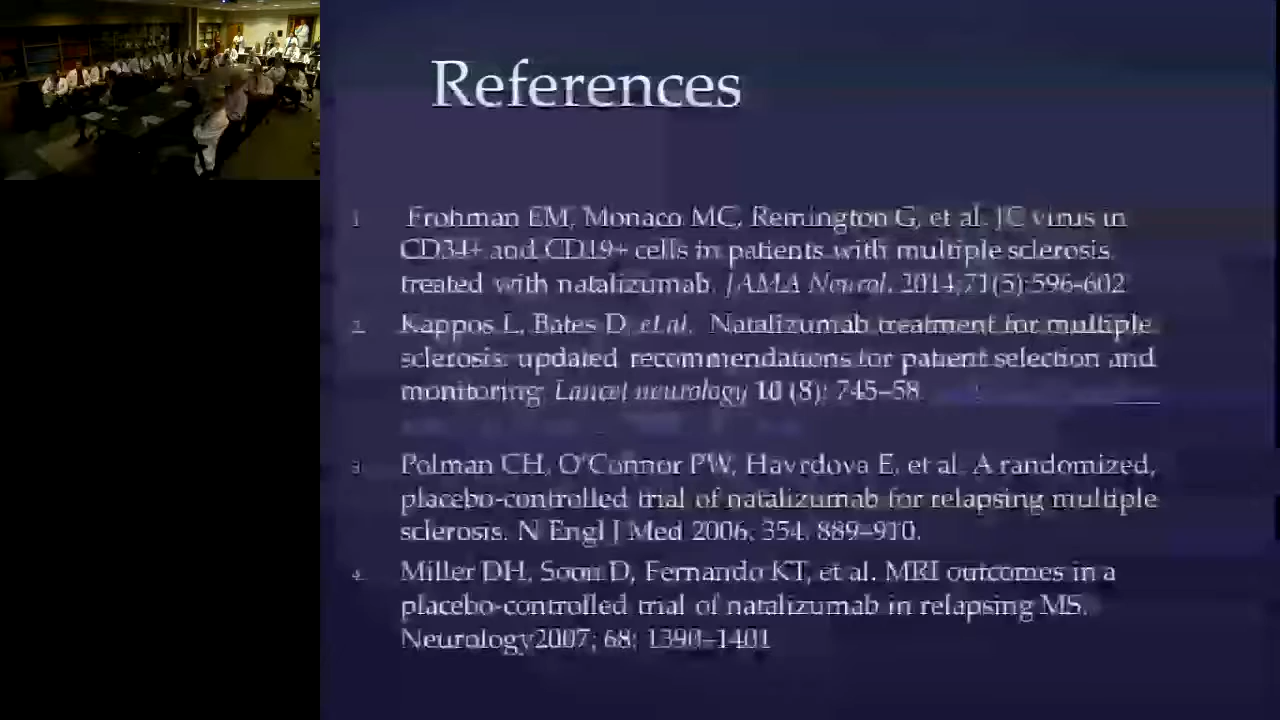 References
1. Frohman EM, Monaco MC, Remington G, et al. JC virus in
CD34+ and CD19+ cells in patients with multiple sclerosis
treated with natalizumab. JAMA Neurol. 2014;71(5):596-602
2. Kappos L, Bates D, et al. Natalizumab treatment for multiple
sclerosis: updated recommendations for patient selection and
monitoring. Lancet neurology 10 (8): 745–58.
3. Polman CH, O'Connor PW, Havrdova E, et al. A randomized,
placebo-controlled trial of natalizumab for relapsing multiple
sclerosis. N Engl J Med 2006; 354: 889–910.
4. Miller DH, Soon D, Fernando KT, et al. MRI outcomes in a
placebo-controlled trial of natalizumab in relapsing MS.
Neurology2007; 68: 1390–1401